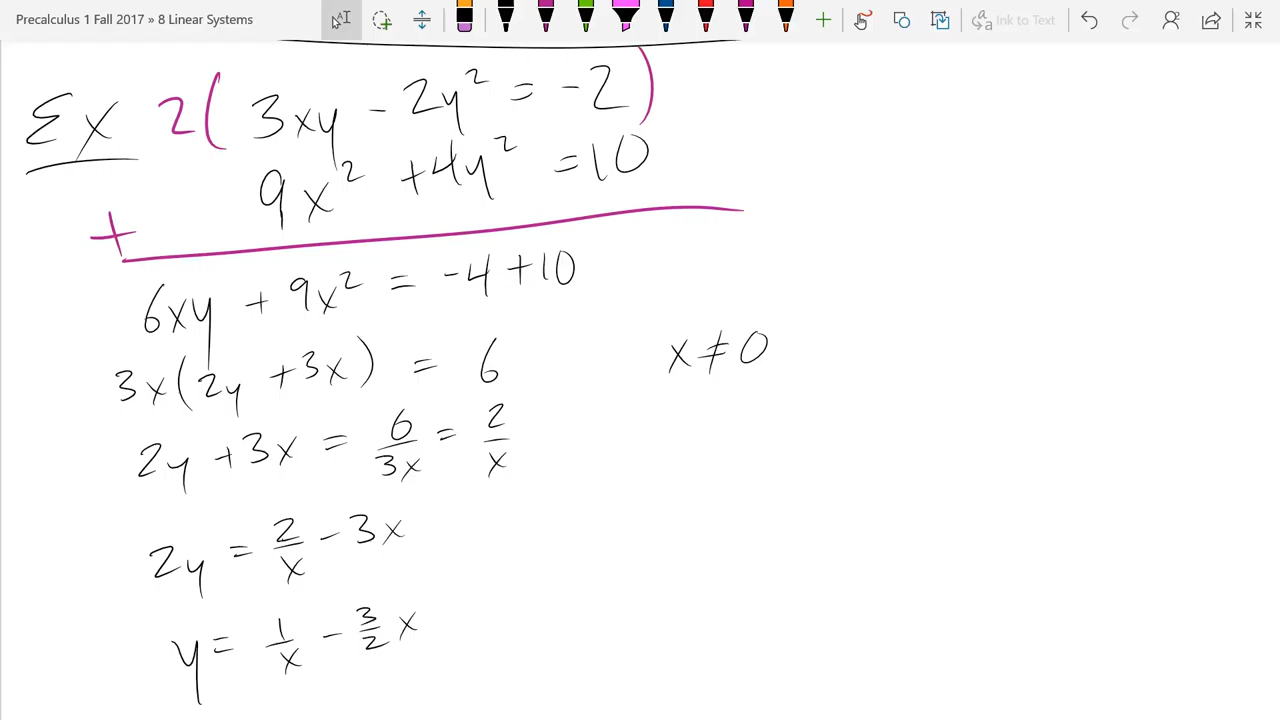 Precalculus 1 Fall 2017 » 8 Linear Systems
Ink to Text
Ex 2(3xy - 2y² = -2)
9x² + 4y² = 10
+
6xy + 9x² = -4 + 10
3x(2y + 3x) = 6
x ≠ 0
2y + 3x = 6/3x = 2/x
2y = 2/x - 3x
y = 1/x - 3/2 x